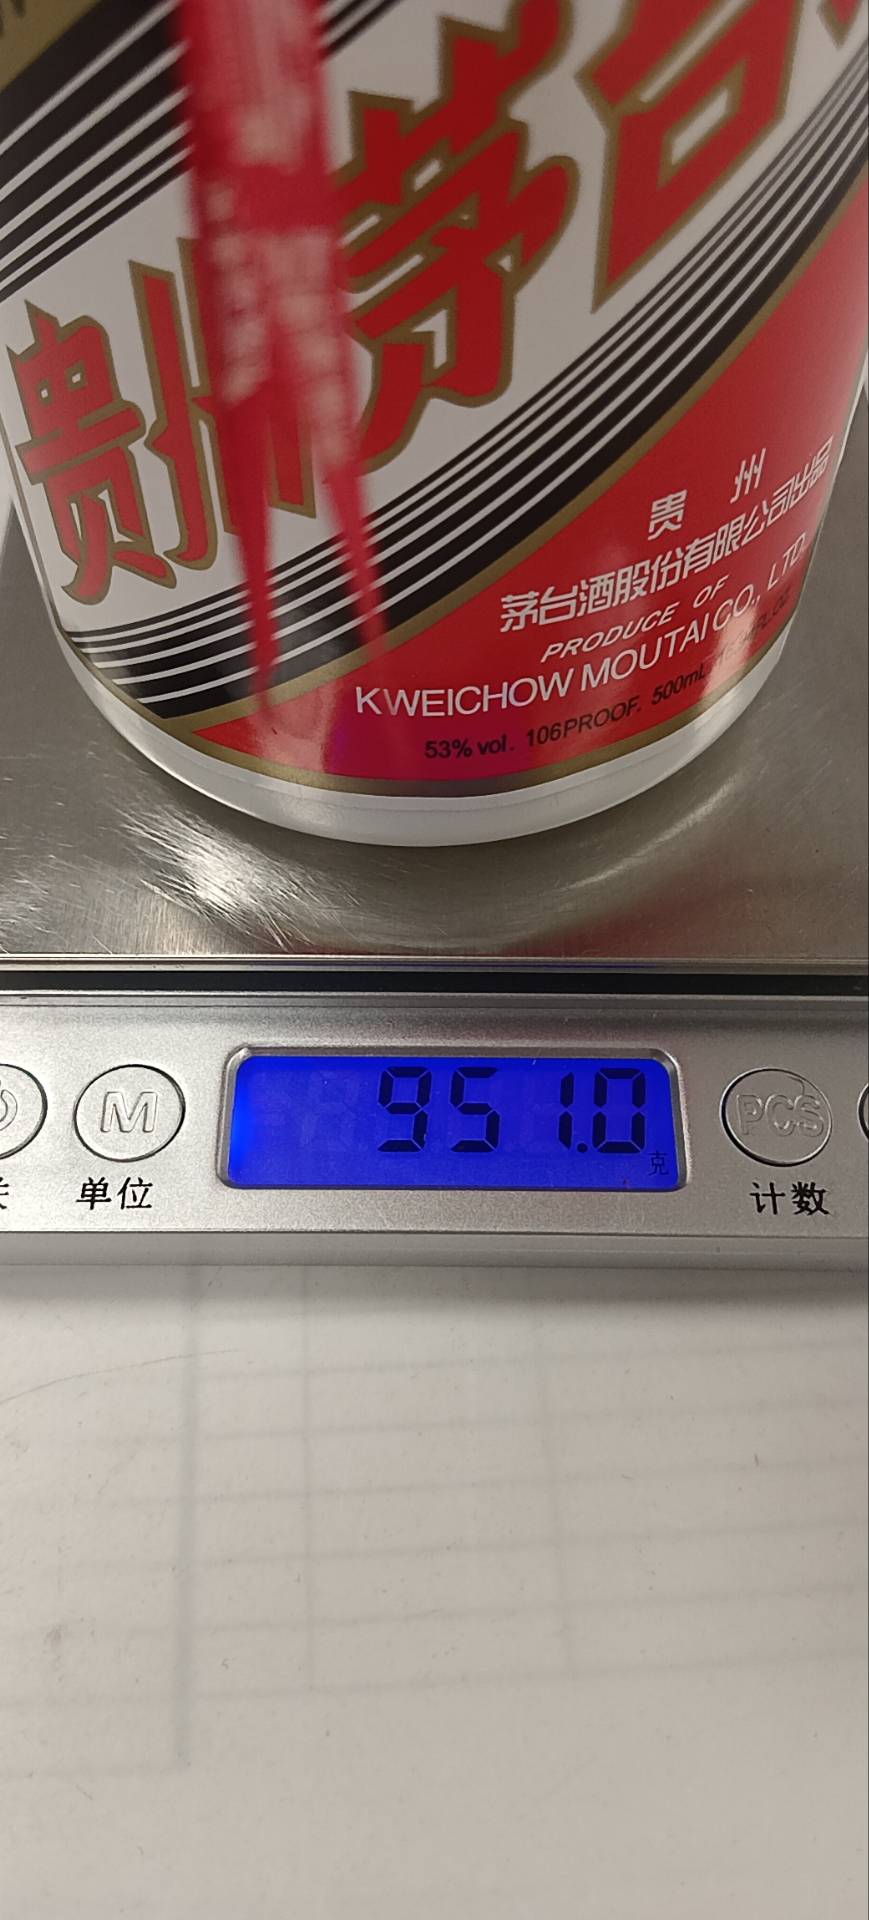 贵州茅台
贵 州
茅台酒股份有限公司出品
PRODUCE OF
KWEICHOW MOUTAI CO., LTD.
53% vol. 106PROOF. 500mL
951.0
克
M
PCS
单位
计数